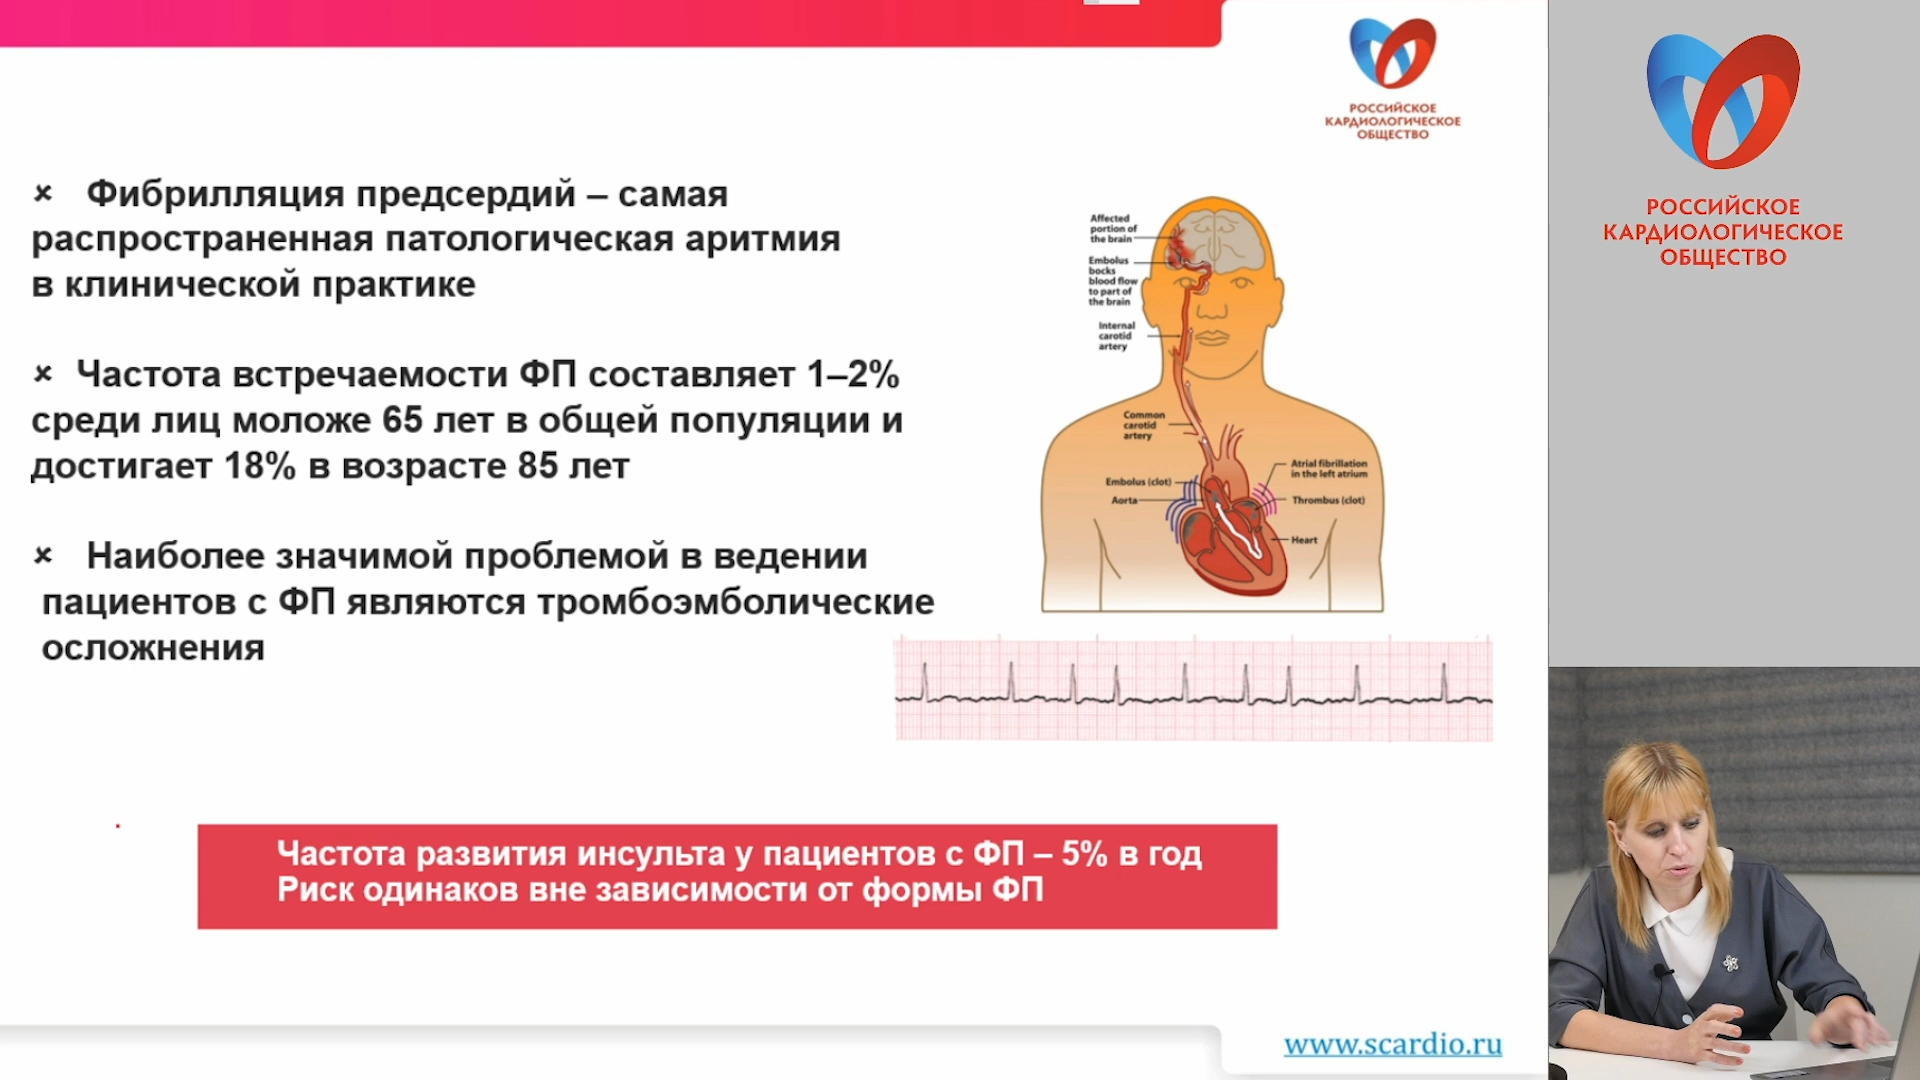 РОССИЙСКОЕ
КАРДИОЛОГИЧЕСКОЕ
ОБЩЕСТВО
× Фибрилляция предсердий – самая
распространенная патологическая аритмия
в клинической практике
× Частота встречаемости ФП составляет 1–2%
среди лиц моложе 65 лет в общей популяции и
достигает 18% в возрасте 85 лет
× Наиболее значимой проблемой в ведении
пациентов с ФП являются тромбоэмболические
осложнения
Affected
portion of
the brain
Embolus
bocks
blood flow
to part of
the brain
Internal
carotid
artery
Common
carotid
artery
Embolus (clot)
Aorta
Atrial fibrillation
in the left atrium
Thrombus (clot)
Heart
Частота развития инсульта у пациентов с ФП – 5% в год
Риск одинаков вне зависимости от формы ФП
www.scardio.ru
РОССИЙСКОЕ
КАРДИОЛОГИЧЕСКОЕ
ОБЩЕСТВО